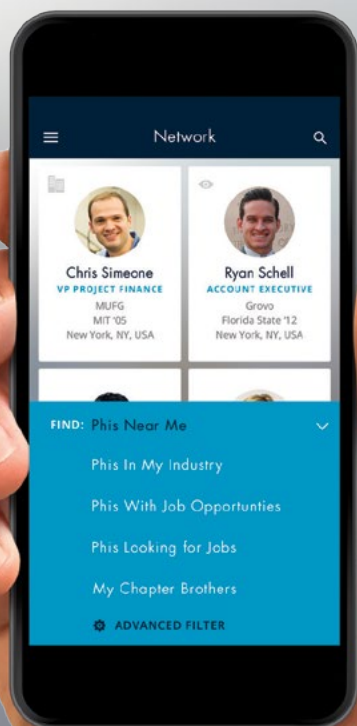 Network
Chris Simeone
VP PROJECT FINANCE
MUFG
MIT '05
New York, NY, USA
Ryan Schell
ACCOUNT EXECUTIVE
Grovo
Florida State '12
New York, NY, USA
FIND: Phis Near Me
Phis In My Industry
Phis With Job Opportunties
Phis Looking for Jobs
My Chapter Brothers
ADVANCED FILTER